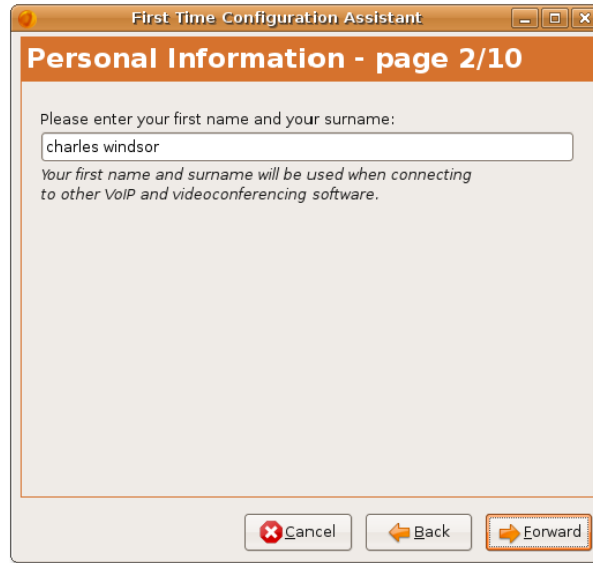 First Time Configuration Assistant
Personal Information - page 2/10
Please enter your first name and your surname:
charles windsor
Your first name and surname will be used when connecting
to other VoIP and videoconferencing software.
Cancel
Back
Forward